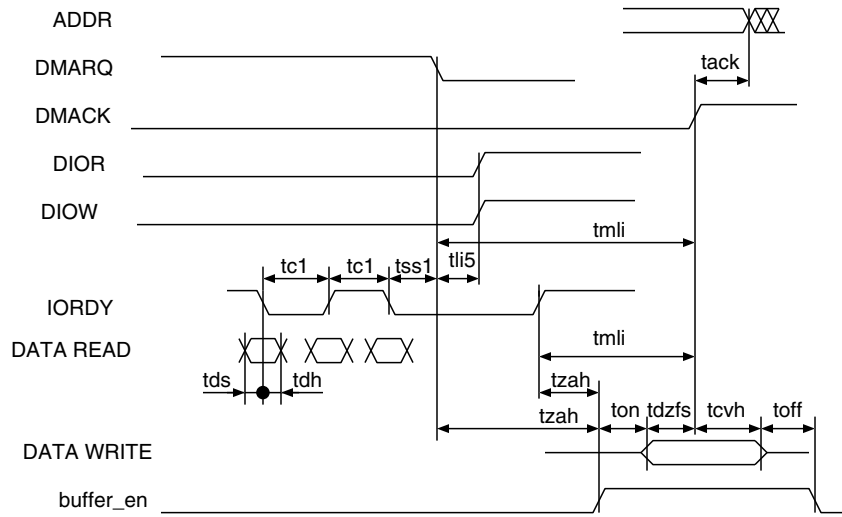 ADDR
DMARQ
tack
DMACK
DIOR
DIOW
tmli
tc1 tc1 tss1 tli5
IORDY
DATA READ
tmli
tds tdh tzah
tzah ton tdzfs tcvh toff
DATA WRITE
buffer_en